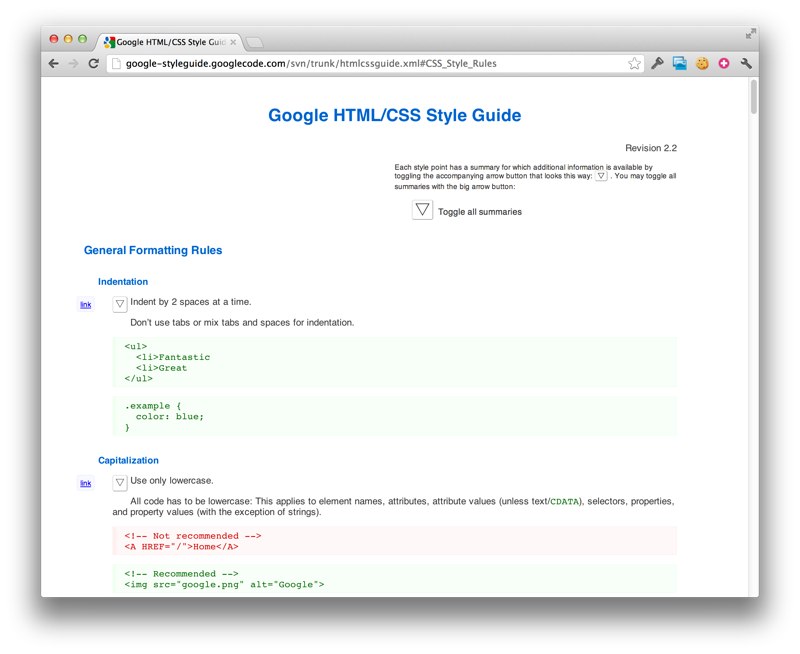 Google HTML/CSS Style Guid
google-styleguide.googlecode.com/svn/trunk/htmlcssguide.xml#CSS_Style_Rules
Google HTML/CSS Style Guide
Revision 2.2
Each style point has a summary for which additional information is available by
toggling the accompanying arrow button that looks this way: ▽ . You may toggle all
summaries with the big arrow button:
▽ Toggle all summaries
General Formatting Rules
Indentation
link ▽ Indent by 2 spaces at a time.
Don't use tabs or mix tabs and spaces for indentation.
<ul>
  <li>Fantastic
  <li>Great
</ul>
.example {
  color: blue;
}
Capitalization
link ▽ Use only lowercase.
All code has to be lowercase: This applies to element names, attributes, attribute values (unless text/CDATA), selectors, properties,
and property values (with the exception of strings).
<!-- Not recommended -->
<A HREF="/">Home</A>
<!-- Recommended -->
<img src="google.png" alt="Google">